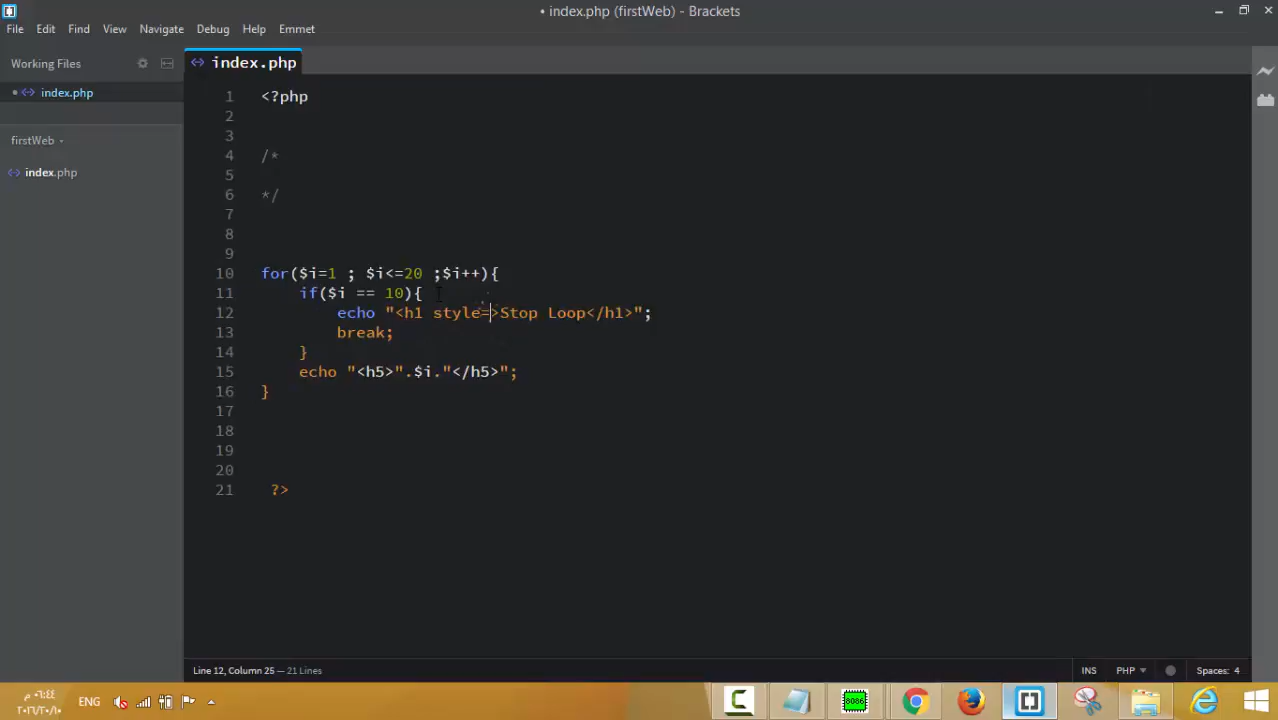 • index.php (firstWeb) - Brackets
File Edit Find View Navigate Debug Help Emmet
Working Files
index.php
• index.php
firstWeb
index.php
1 <?php
2
3
4 /*
5
6 */
7
8
9
10 for($i=1 ; $i<=20 ;$i++){
11 if($i == 10){
12 echo "<h1 style=>Stop Loop</h1>";
13 break;
14 }
15 echo "<h5>".$i."</h5>";
16 }
17
18
19
20
21 ?>
Line 12, Column 25 — 21 Lines
INS PHP Spaces: 4
ENG
8086